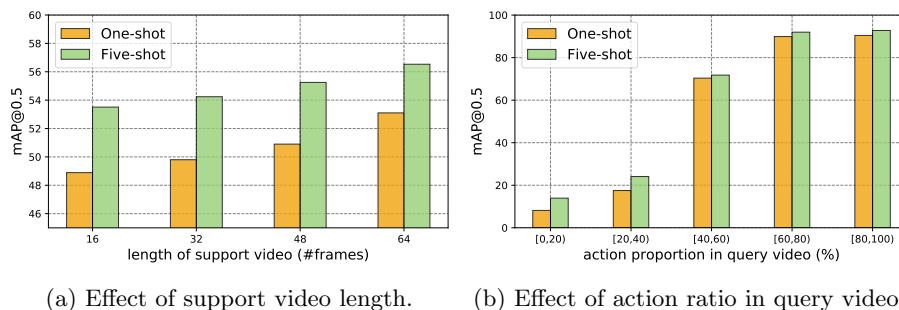 60
58
56
54
52
50
48
46
mAP@0.5
One-shot
Five-shot
16 32 48 64
length of support video (#frames)
(a) Effect of support video length.
100
80
60
40
20
0
mAP@0.5
One-shot
Five-shot
[0,20) [20,40) [40,60) [60,80) [80,100)
action proportion in query video (%)
(b) Effect of action ratio in query video